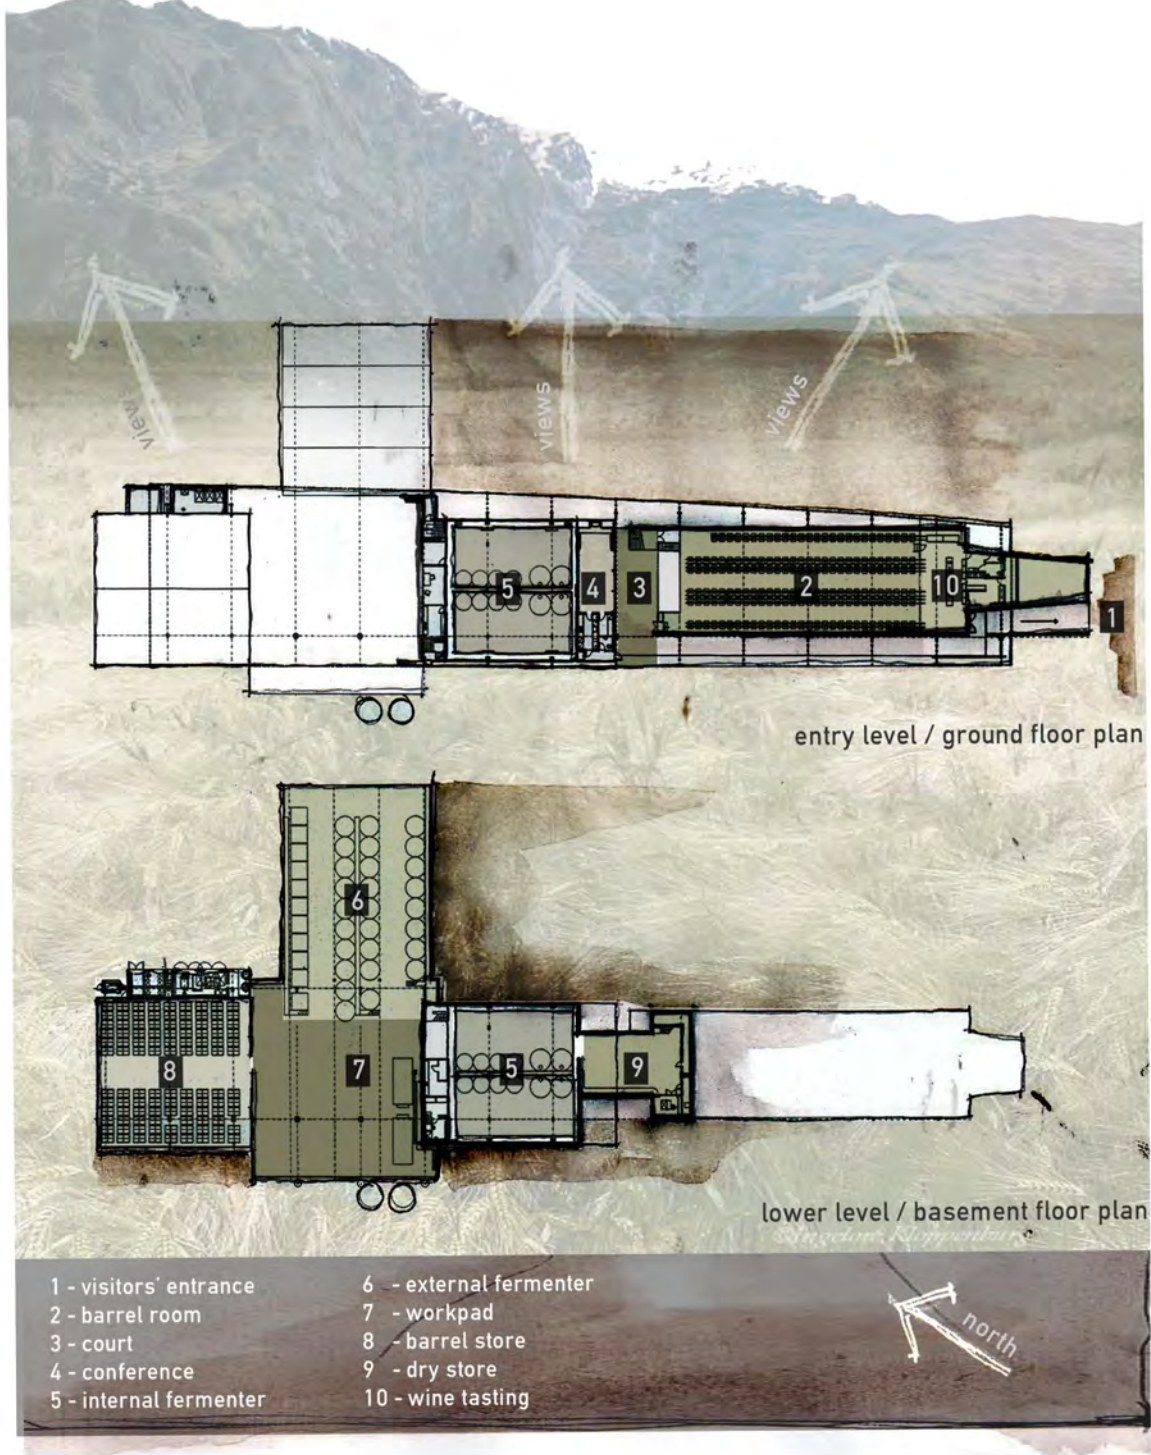 views
views
views
5
4
3
2
10
1
entry level / ground floor plan
6
8
7
5
9
lower level / basement floor plan
1 - visitors' entrance
2 - barrel room
3 - court
4 - conference
5 - internal fermenter
6 - external fermenter
7 - workpad
8 - barrel store
9 - dry store
10 - wine tasting
north